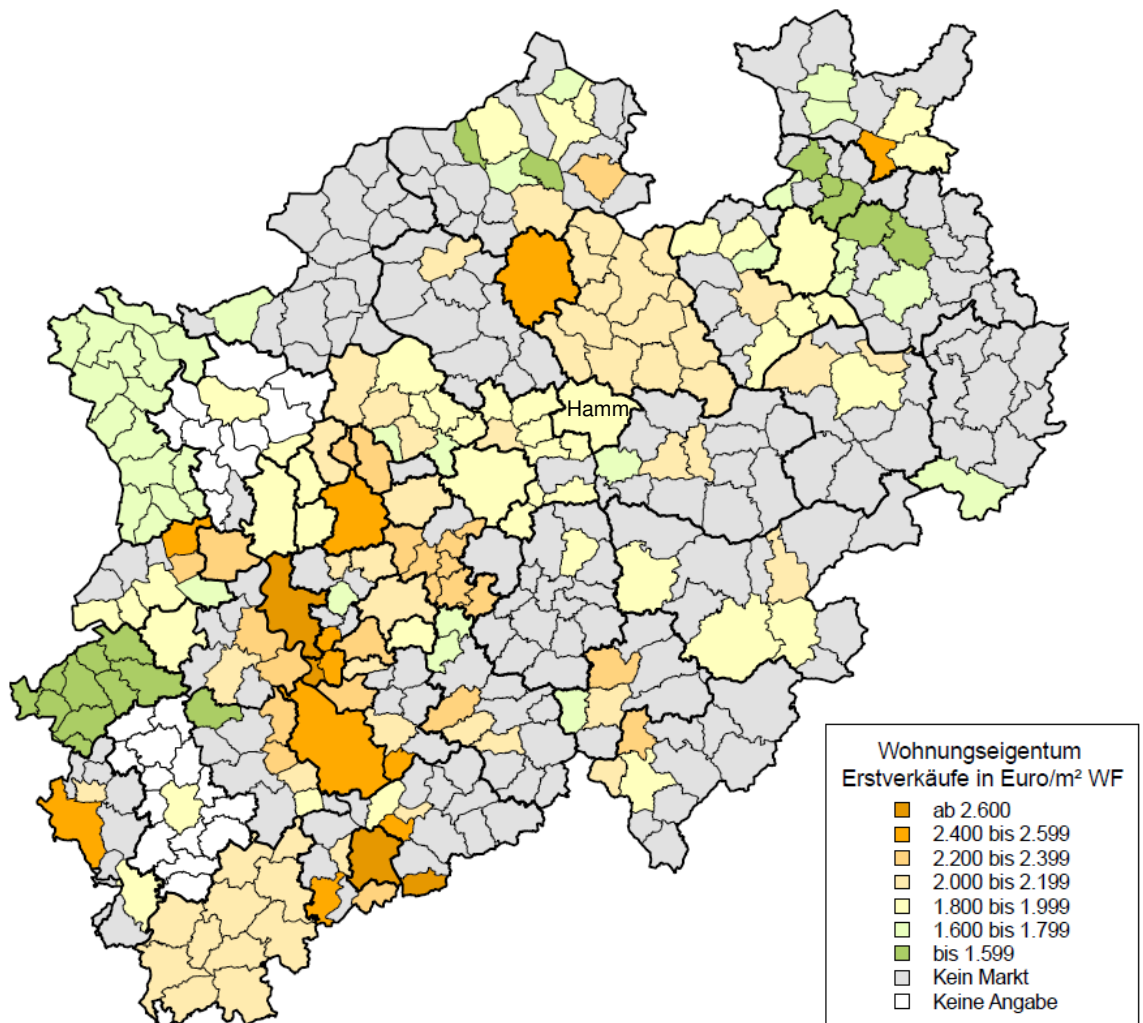 Hamm
Wohnungseigentum
Erstverkäufe in Euro/m² WF
ab 2.600
2.400 bis 2.599
2.200 bis 2.399
2.000 bis 2.199
1.800 bis 1.999
1.600 bis 1.799
bis 1.599
Kein Markt
Keine Angabe